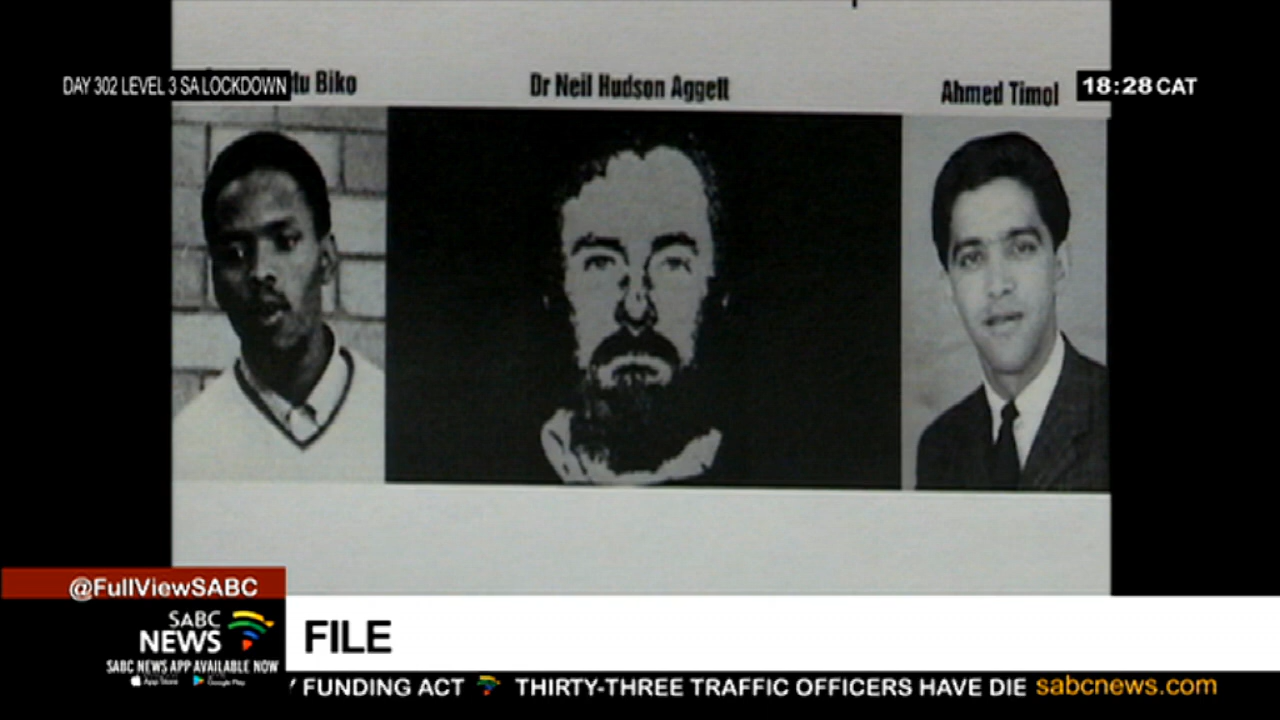 DAY 302 LEVEL 3 SA LOCKDOWN
tu Biko
Dr Neil Hudson Aggett
Ahmed Timol
18:28 CAT
@FullViewSABC
SABC
NEWS
SABC NEWS APP AVAILABLE NOW
App Store
Google Play
FILE
FUNDING ACT
THIRTY-THREE TRAFFIC OFFICERS HAVE DIE
sabcnews.com